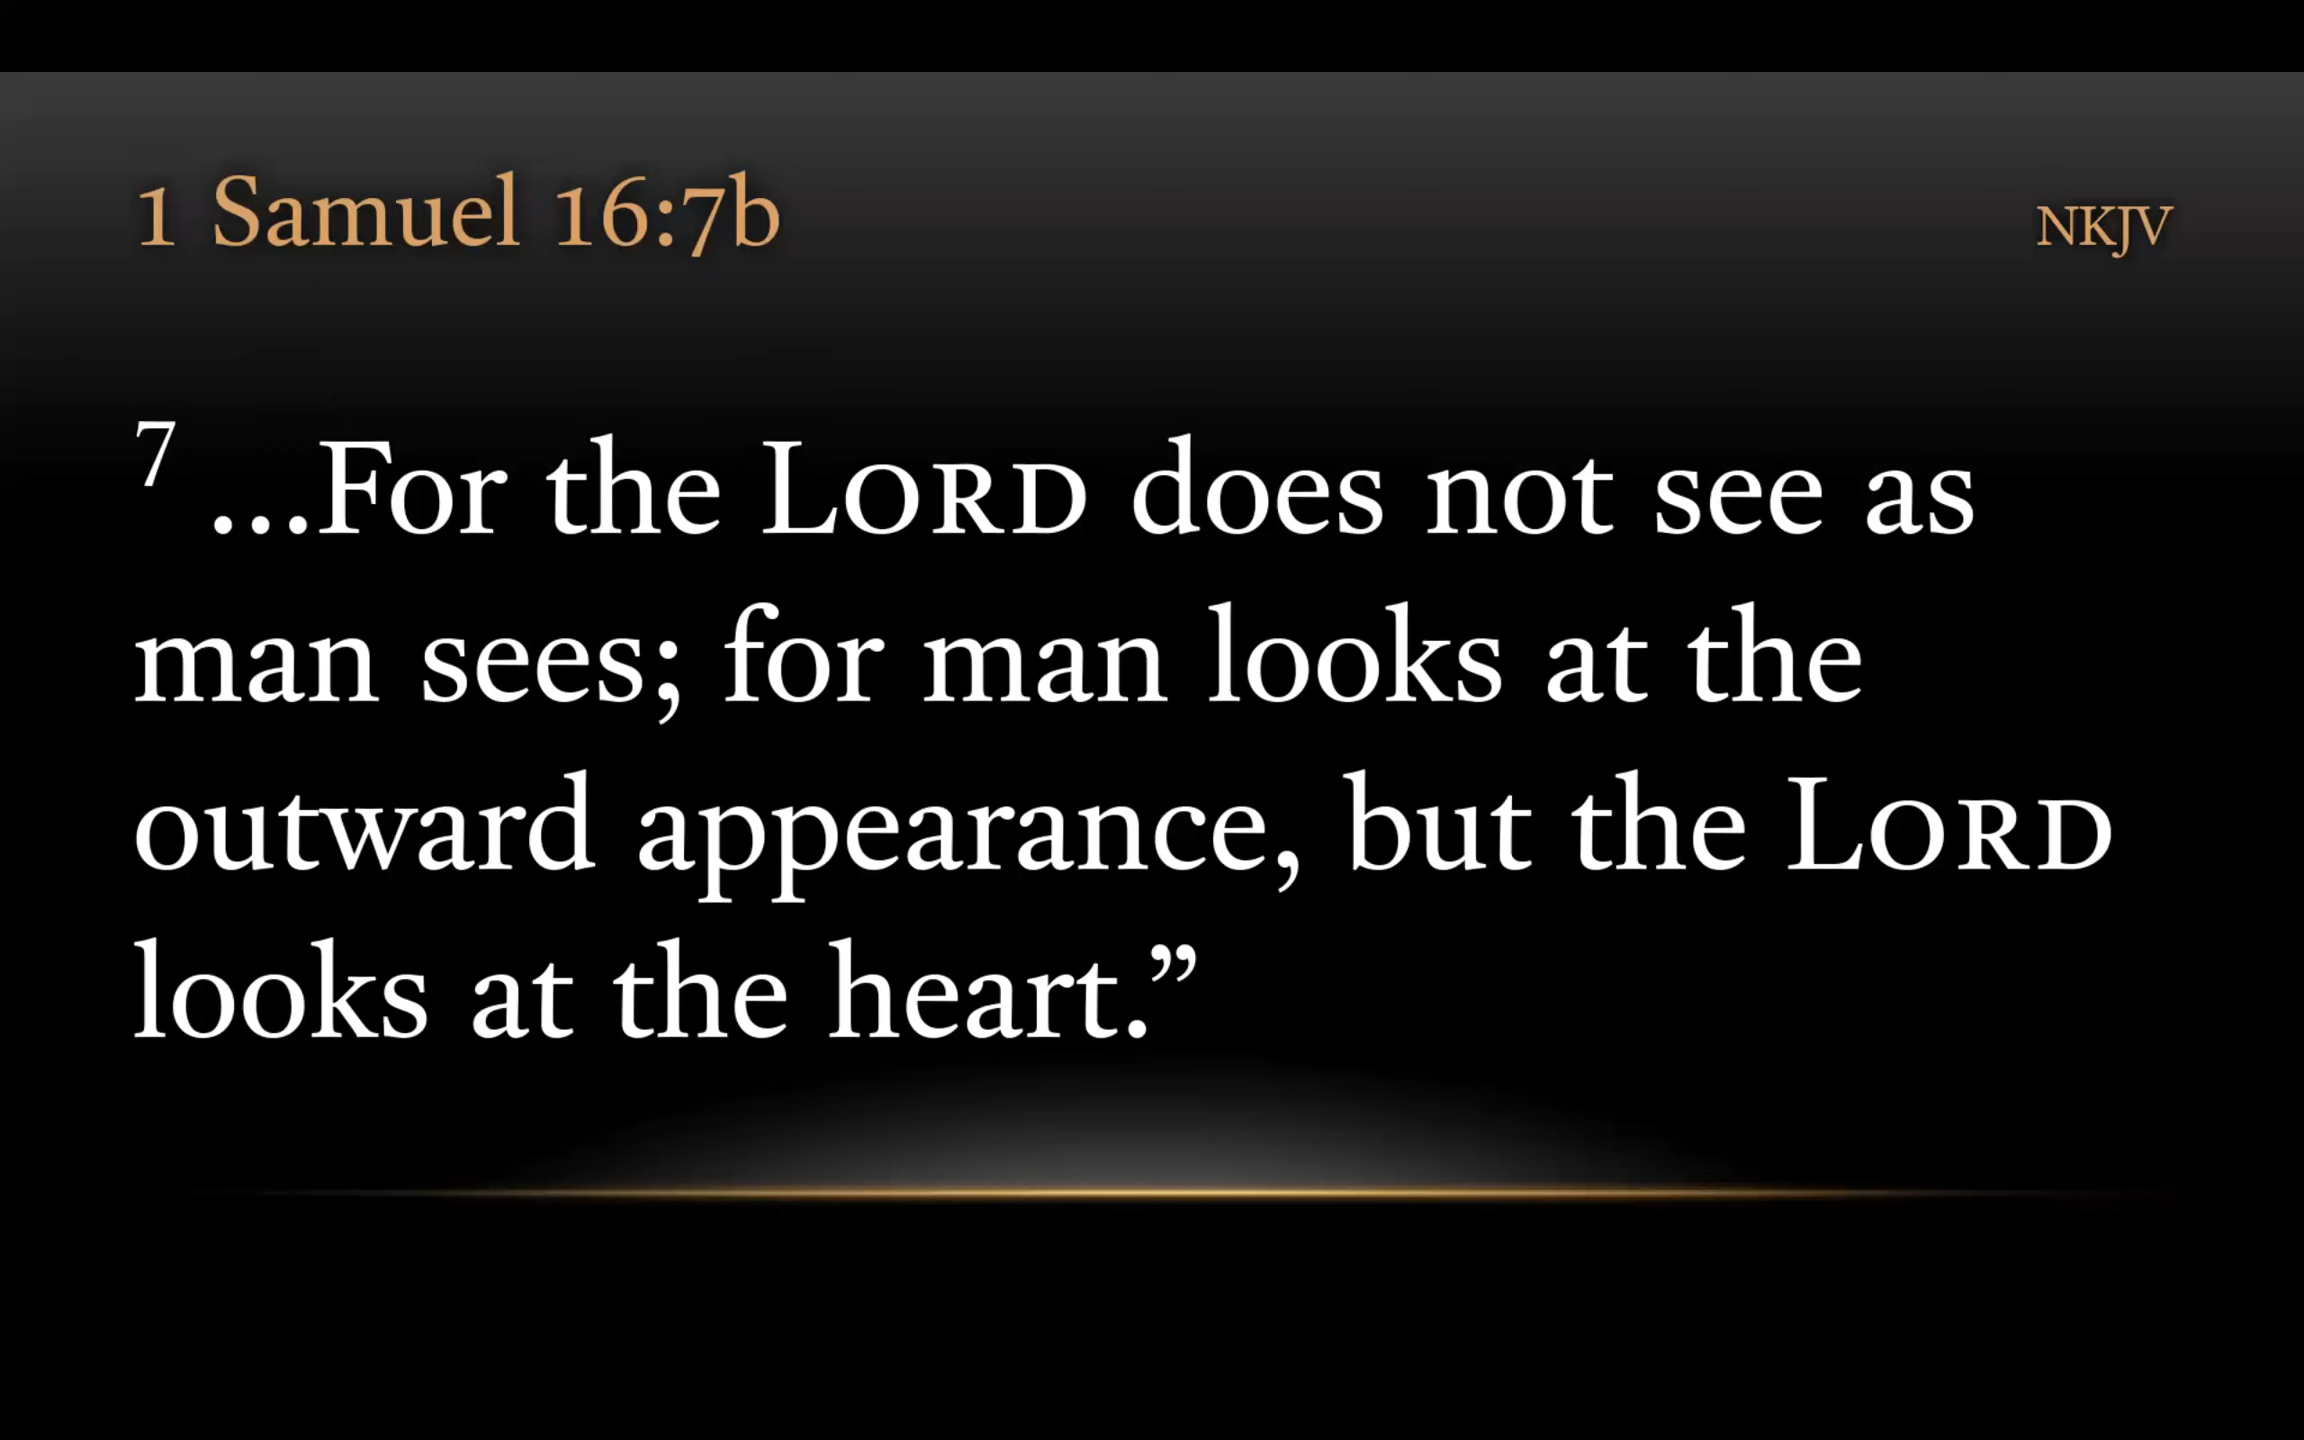 1 Samuel 16:7b NKJV
7 ...For the LORD does not see as
man sees; for man looks at the
outward appearance, but the LORD
looks at the heart.”